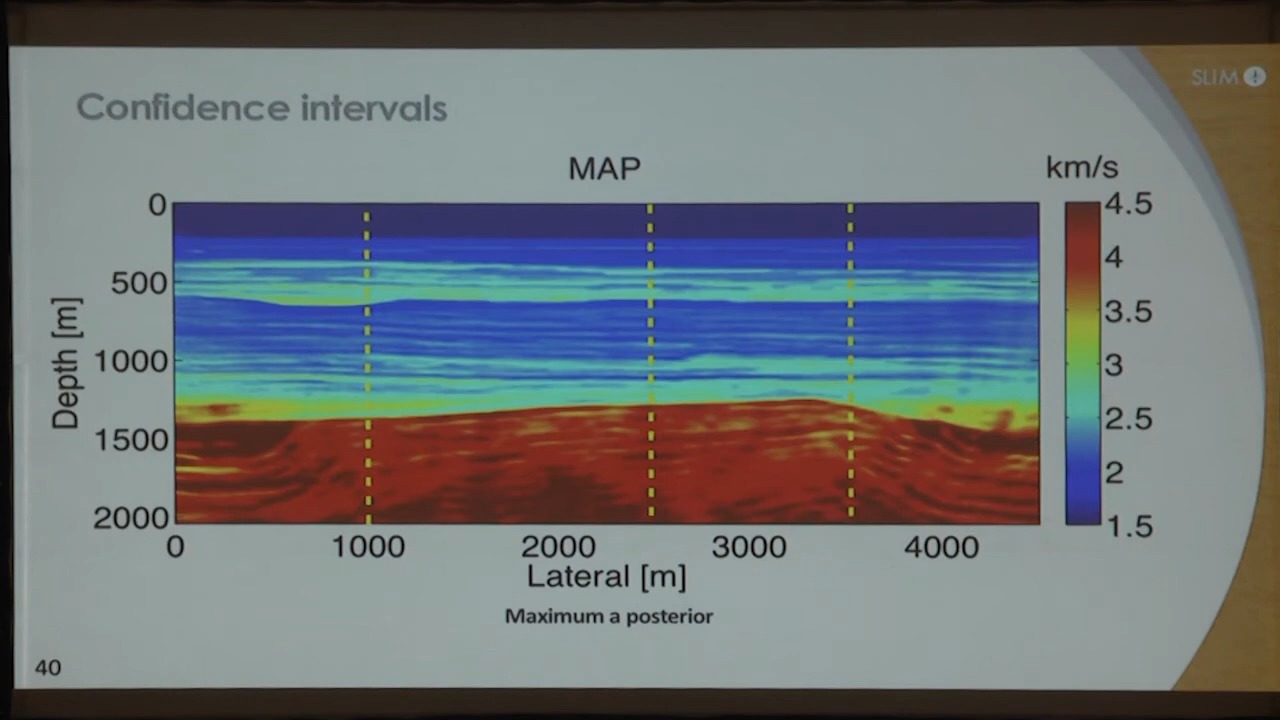 SLIM
Confidence intervals
MAP
km/s
0
500
1000
1500
2000
Depth [m]
0 1000 2000 3000 4000
Lateral [m]
4.5
4
3.5
3
2.5
2
1.5
Maximum a posterior
40